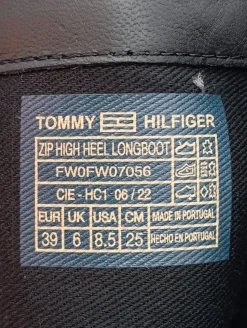 TOMMY HILFIGER
ZIP HIGH HEEL LONGBOOT
FW0FW07056
CIE - HC1 06 / 22
EUR UK USA CM MADE IN PORTUGAL
39 6 8.5 25 HECHO EN PORTUGAL